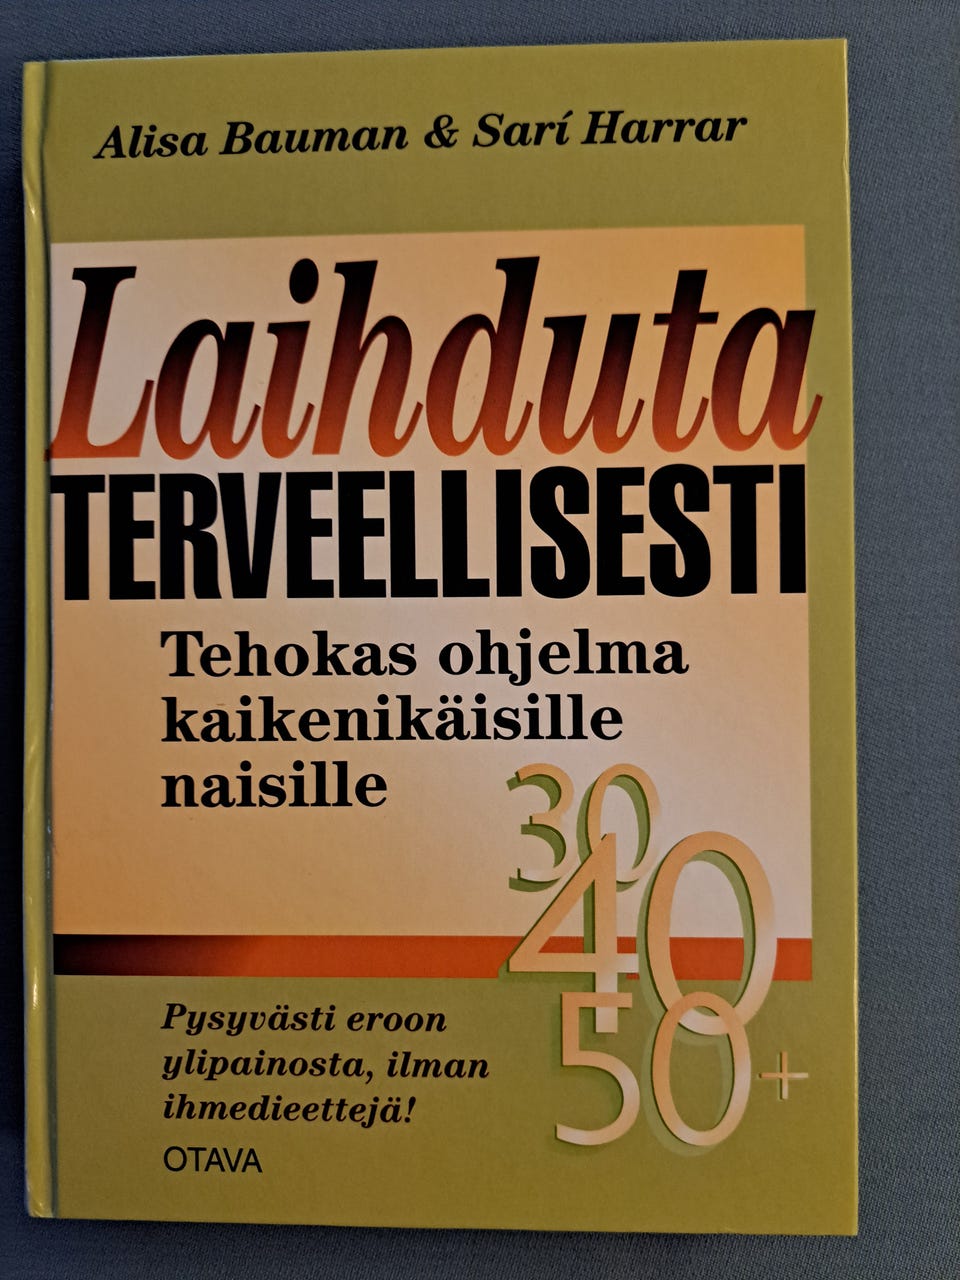 Alisa Bauman & Sarí Harrar
Laihduta
TERVEELLISESTI
Tehokas ohjelma
kaikenikäisille
naisille
30
40
50+
Pysyvästi eroon
ylipainosta, ilman
ihmedieettejä!
OTAVA